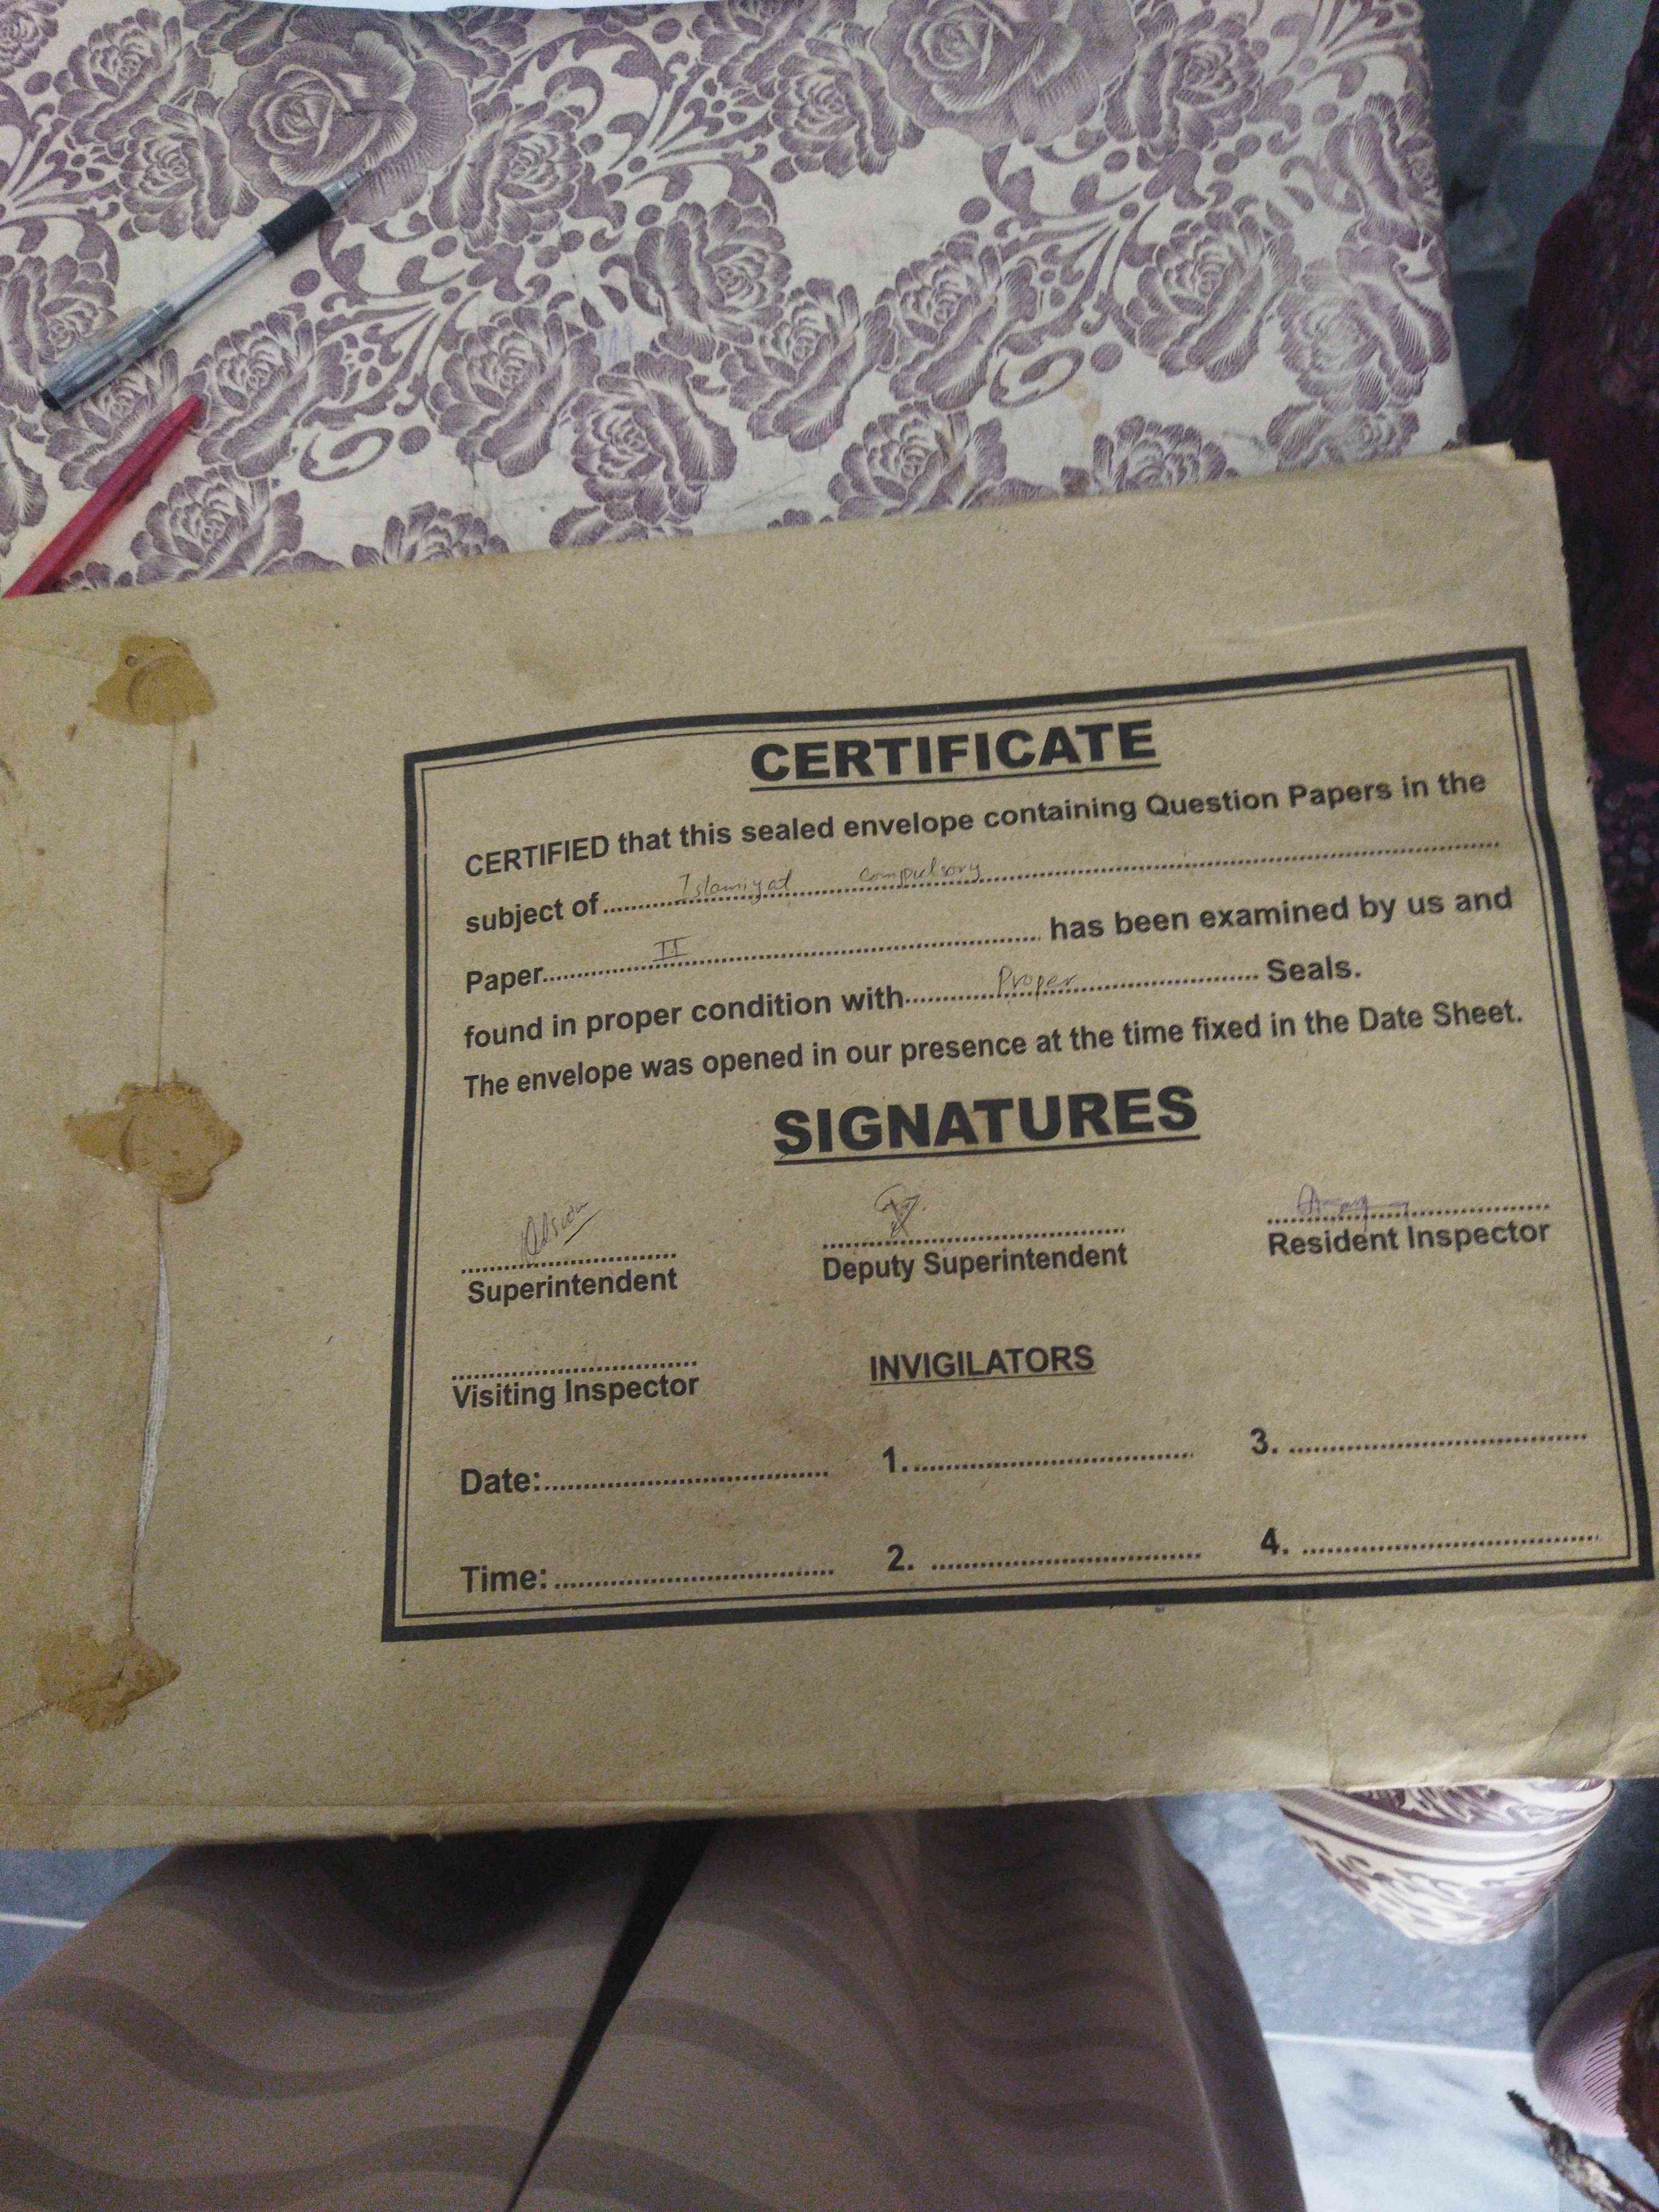 CERTIFICATE
CERTIFIED that this sealed envelope containing Question Papers in the
subject of Islamiyat compulsory
Paper II has been examined by us and
found in proper condition with Proper Seals.
The envelope was opened in our presence at the time fixed in the Date Sheet.
SIGNATURES
Superintendent
Deputy Superintendent
Resident Inspector
Visiting Inspector
INVIGILATORS
Date:
1.
3.
Time:
2.
4.